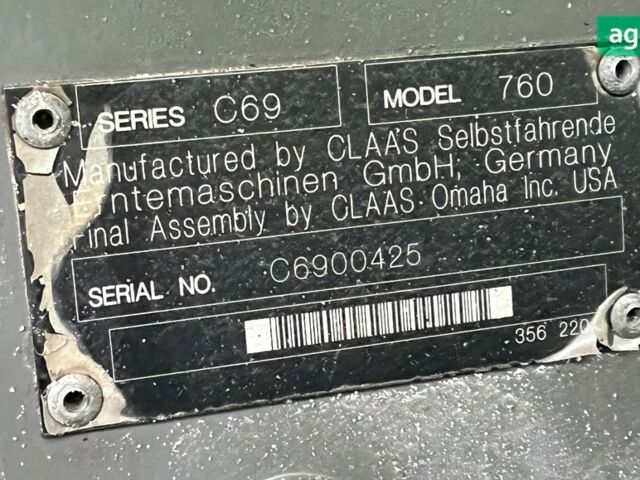 ag
SERIES C69 MODEL 760
Manufactured by CLAAS Selbstfahrende
Erntemaschinen GmbH, Germany
Final Assembly by CLAAS Omaha Inc. USA
SERIAL NO. C6900425
356 220